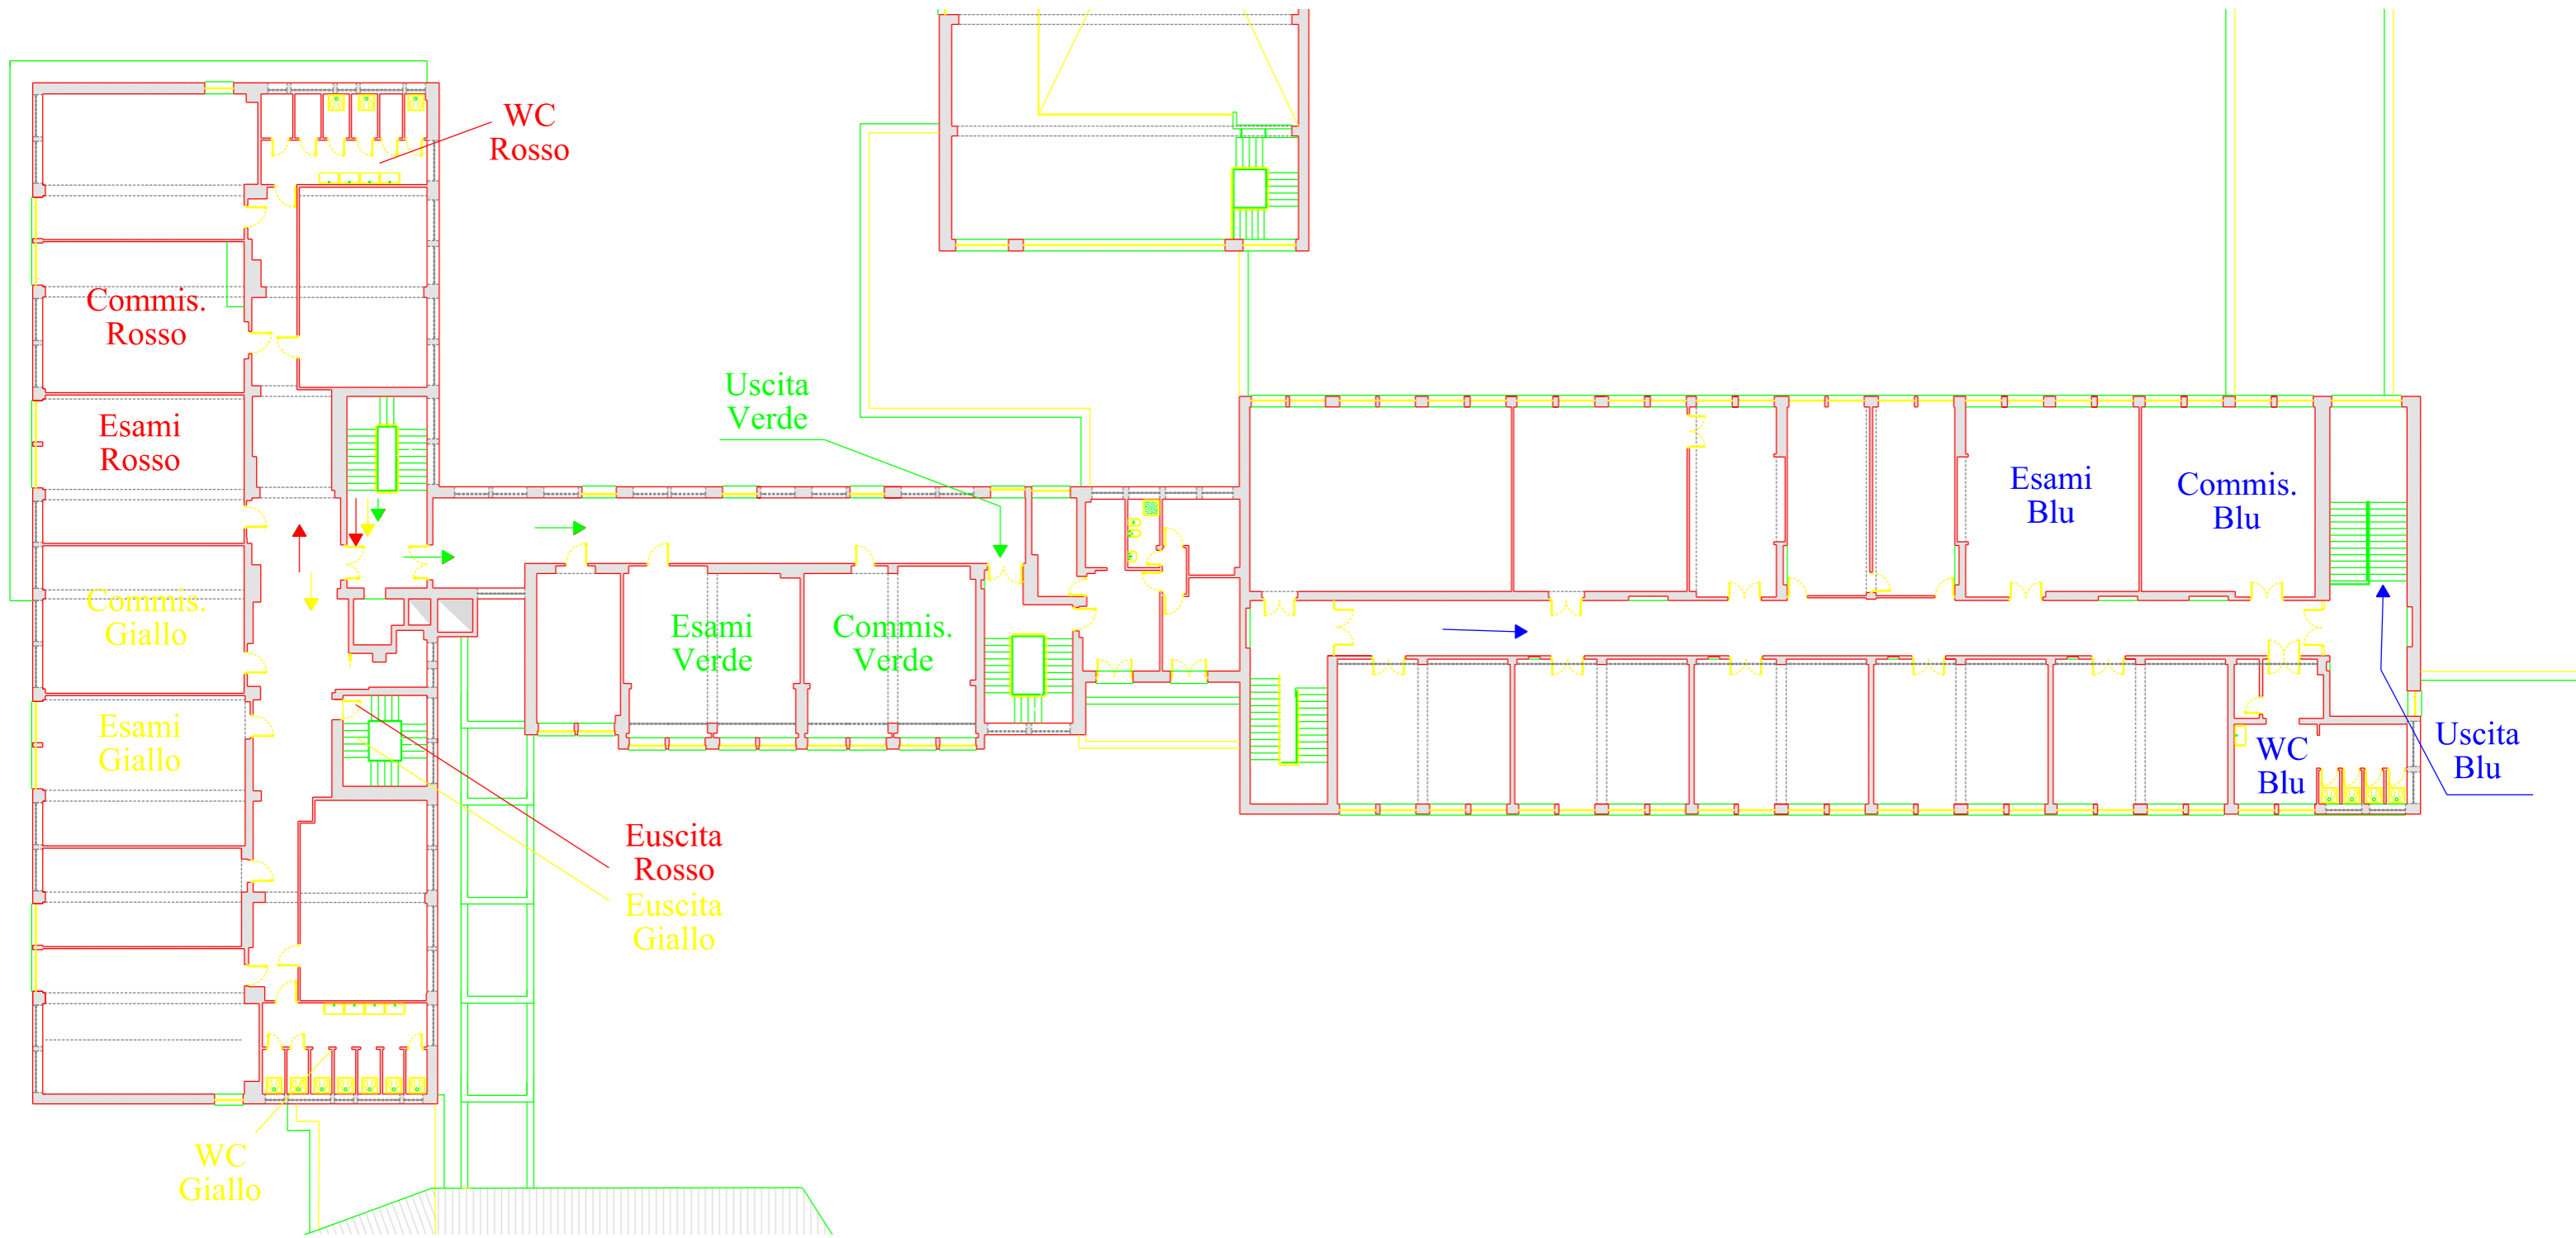 WC
Rosso
Commis.
Rosso
Esami
Rosso
Uscita
Verde
Commis.
Giallo
Esami
Giallo
Esami
Verde
Commis.
Verde
Esami
Blu
Commis.
Blu
WC
Blu
Uscita
Blu
Euscita
Rosso
Euscita
Giallo
WC
Giallo